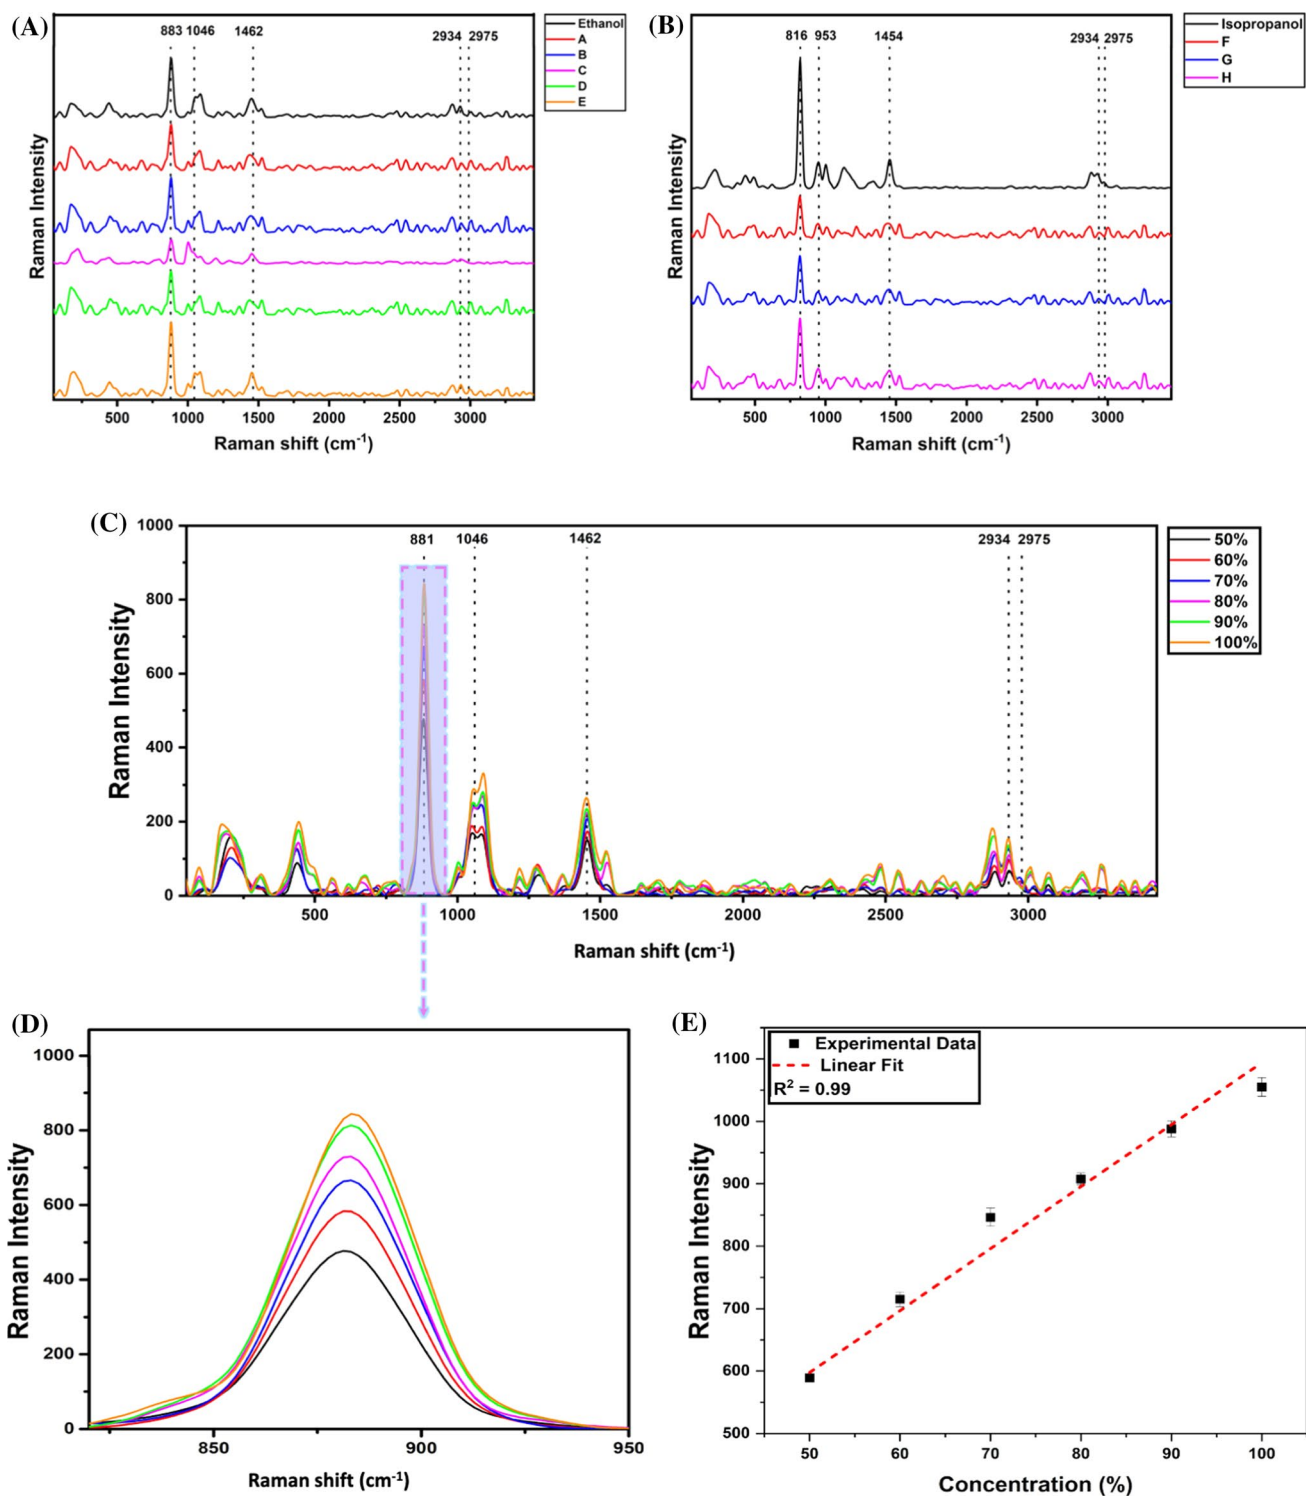 (A)
883 1046 1462 2934 2975
Ethanol
A
B
C
D
E
Raman Intensity
500 1000 1500 2000 2500 3000
Raman shift (cm⁻¹)
(B)
816 953 1454 2934 2975
Isopropanol
F
G
H
Raman Intensity
500 1000 1500 2000 2500 3000
Raman shift (cm⁻¹)
(C)
881 1046 1462 2934 2975
50%
60%
70%
80%
90%
100%
Raman Intensity
1000
800
600
400
200
0
500 1000 1500 2000 2500 3000
Raman shift (cm⁻¹)
(D)
Raman Intensity
1000
800
600
400
200
0
850 900 950
Raman shift (cm⁻¹)
(E)
Experimental Data
Linear Fit
R² = 0.99
Raman Intensity
1100
1000
900
800
700
600
500
50 60 70 80 90 100
Concentration (%)